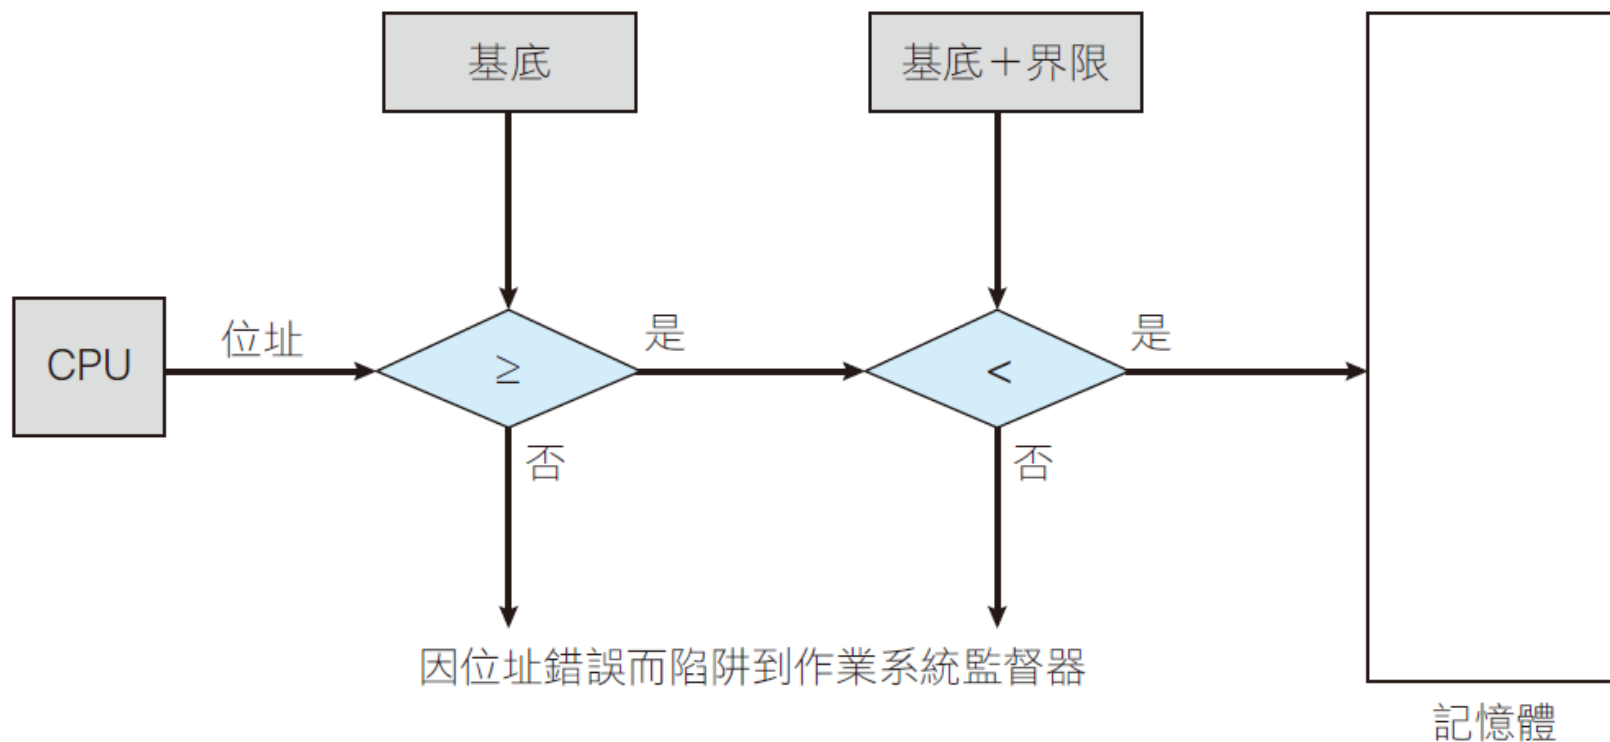 基底
基底＋界限
CPU
位址
≥
是
<
是
否
否
因位址錯誤而陷阱到作業系統監督器
記憶體